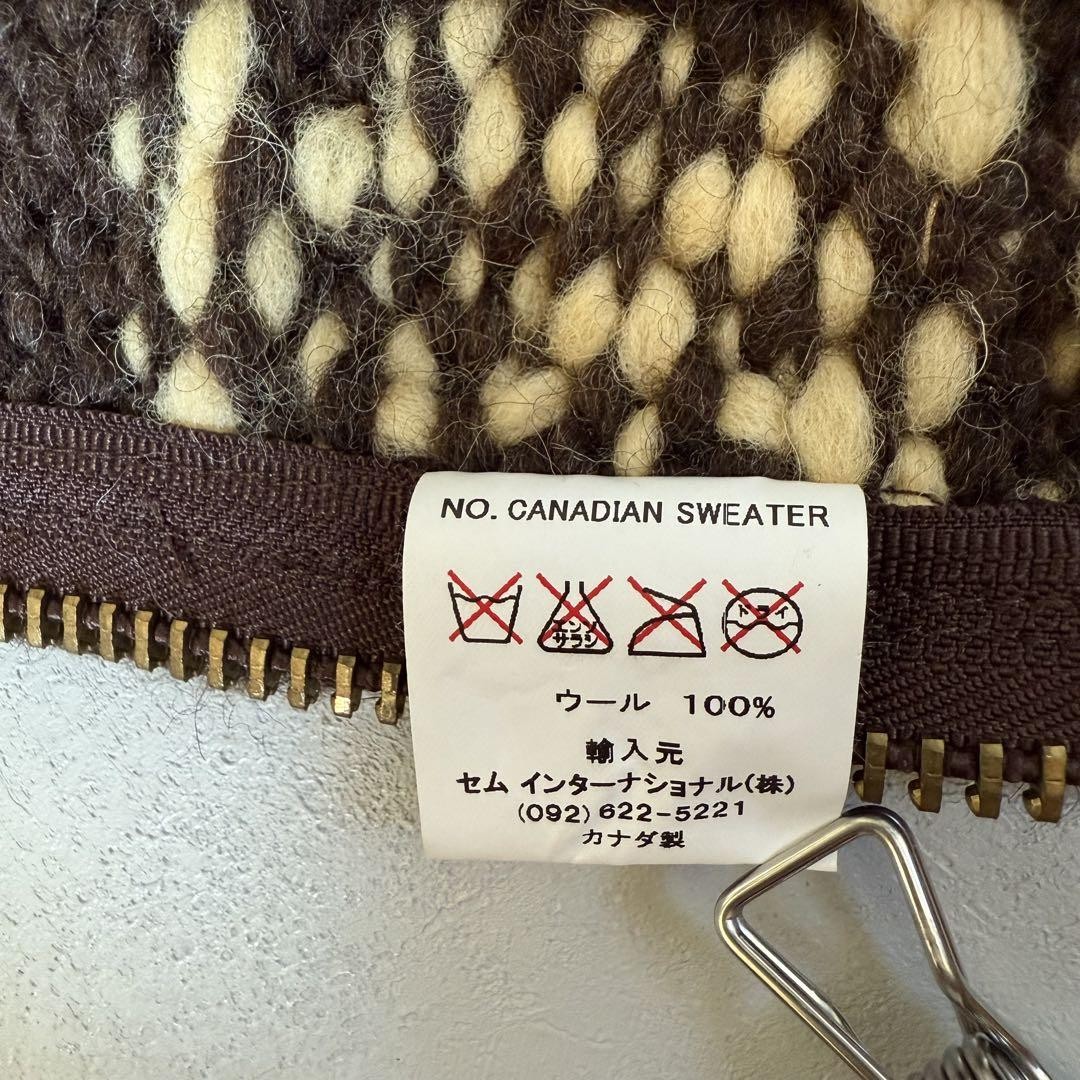 NO. CANADIAN SWEATER
エンソ
サラシ
ドライ
ウール 100%
輸入元
セム インターナショナル(株)
(092)622-5221
カナダ製